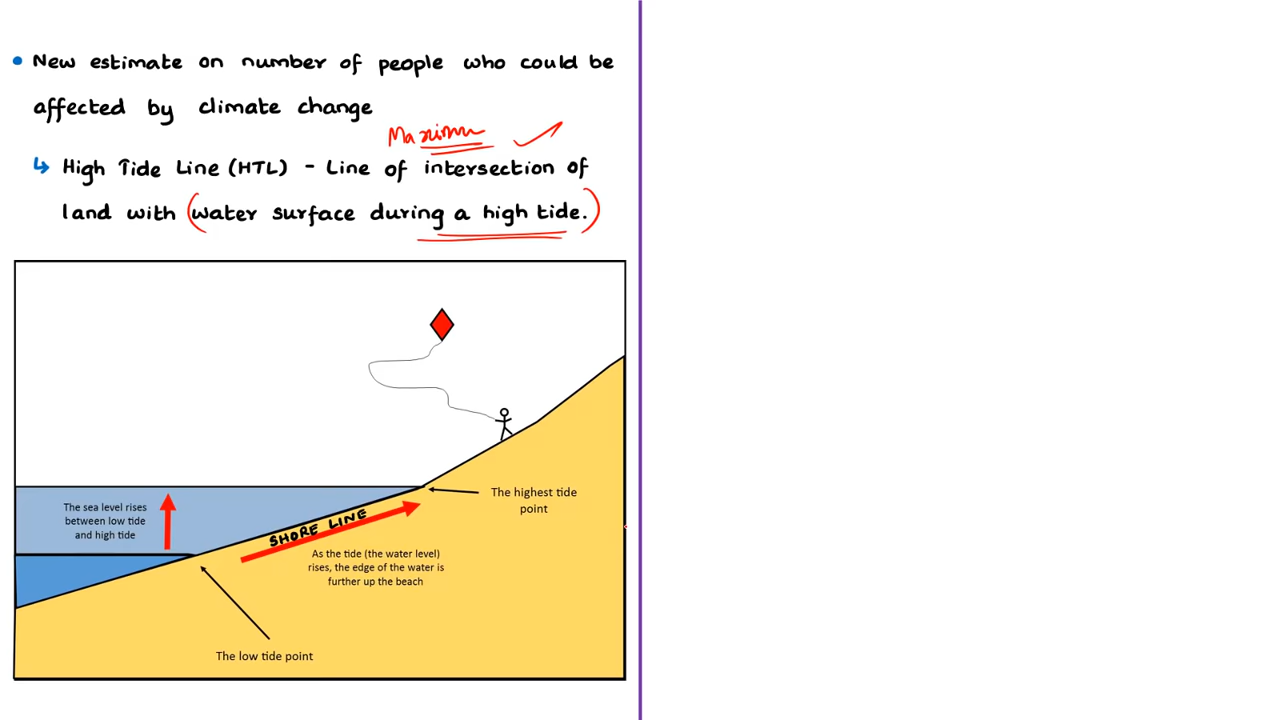 New estimate on number of people who could be
affected by climate change
Maximum
High Tide Line (HTL) - Line of intersection of
land with (water surface during a high tide.)
The highest tide
point
The sea level rises
between low tide
and high tide
SHORE LINE
As the tide (the water level)
rises, the edge of the water is
further up the beach
The low tide point